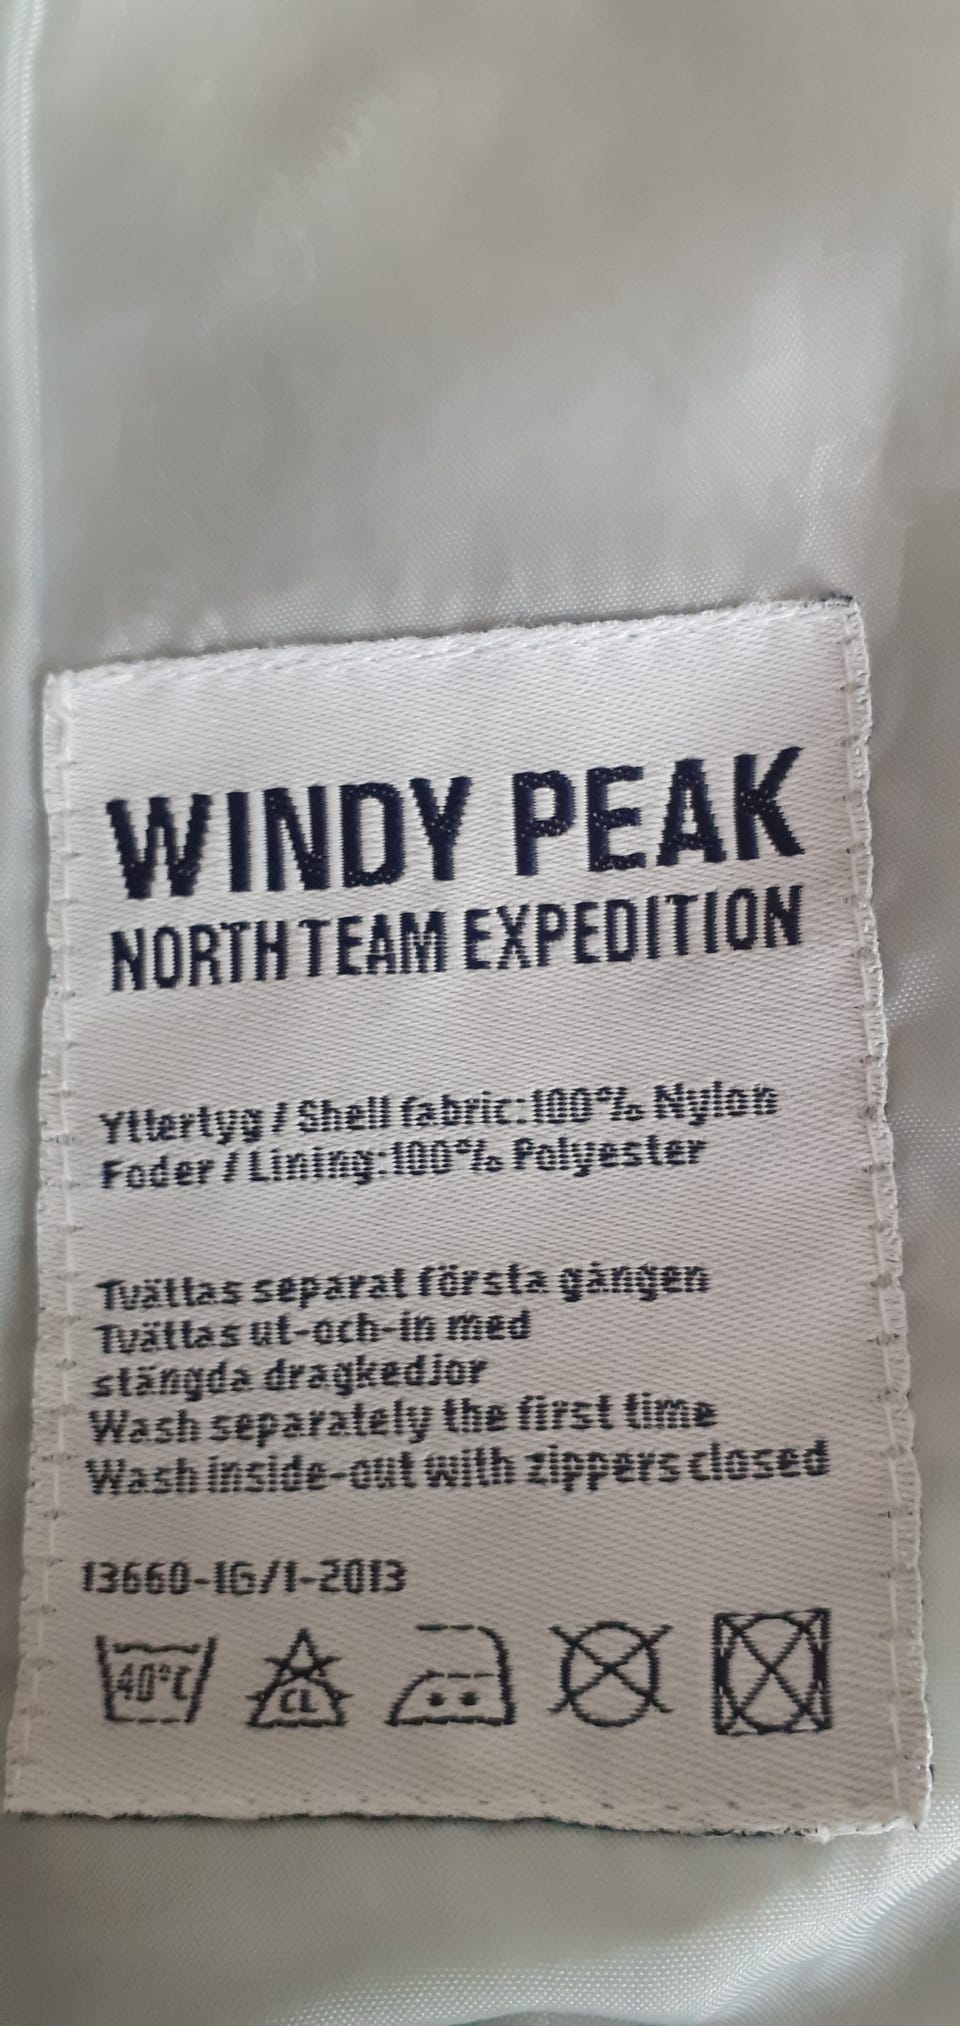 WINDY PEAK
NORTH TEAM EXPEDITION
Yttertyg / Shell fabric:100% Nylon
Foder / Lining:100% Polyester
Tvättas separat första gången
Tvättas ut-och-in med
stängda dragkedjor
Wash separately the first time
Wash inside-out with zippers closed
13660-1G/1-2013
40°C CL